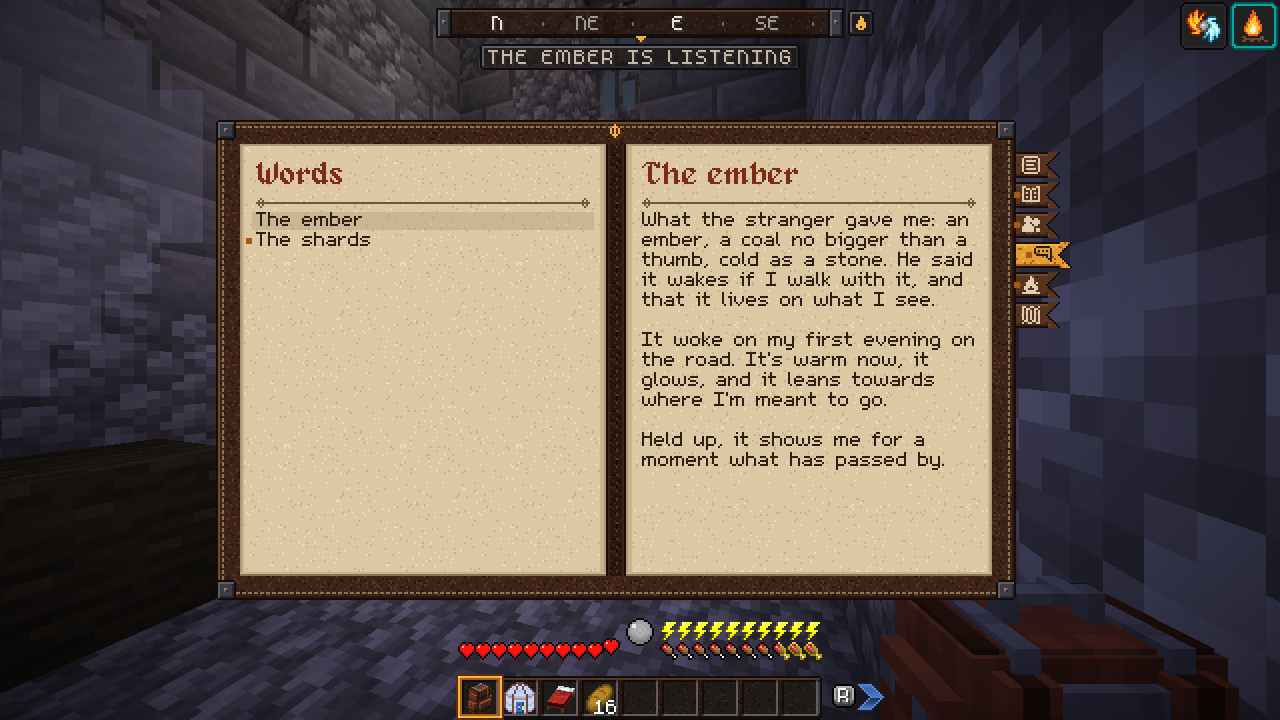 N · NE · E · SE ·
THE EMBER IS LISTENING
Words
The ember
The shards
The ember
What the stranger gave me: an
ember, a coal no bigger than a
thumb, cold as a stone. He said
it wakes if I walk with it, and
that it lives on what I see.
It woke on my first evening on
the road. It's warm now, it
glows, and it leans towards
where I'm meant to go.
Held up, it shows me for a
moment what has passed by.
16
R